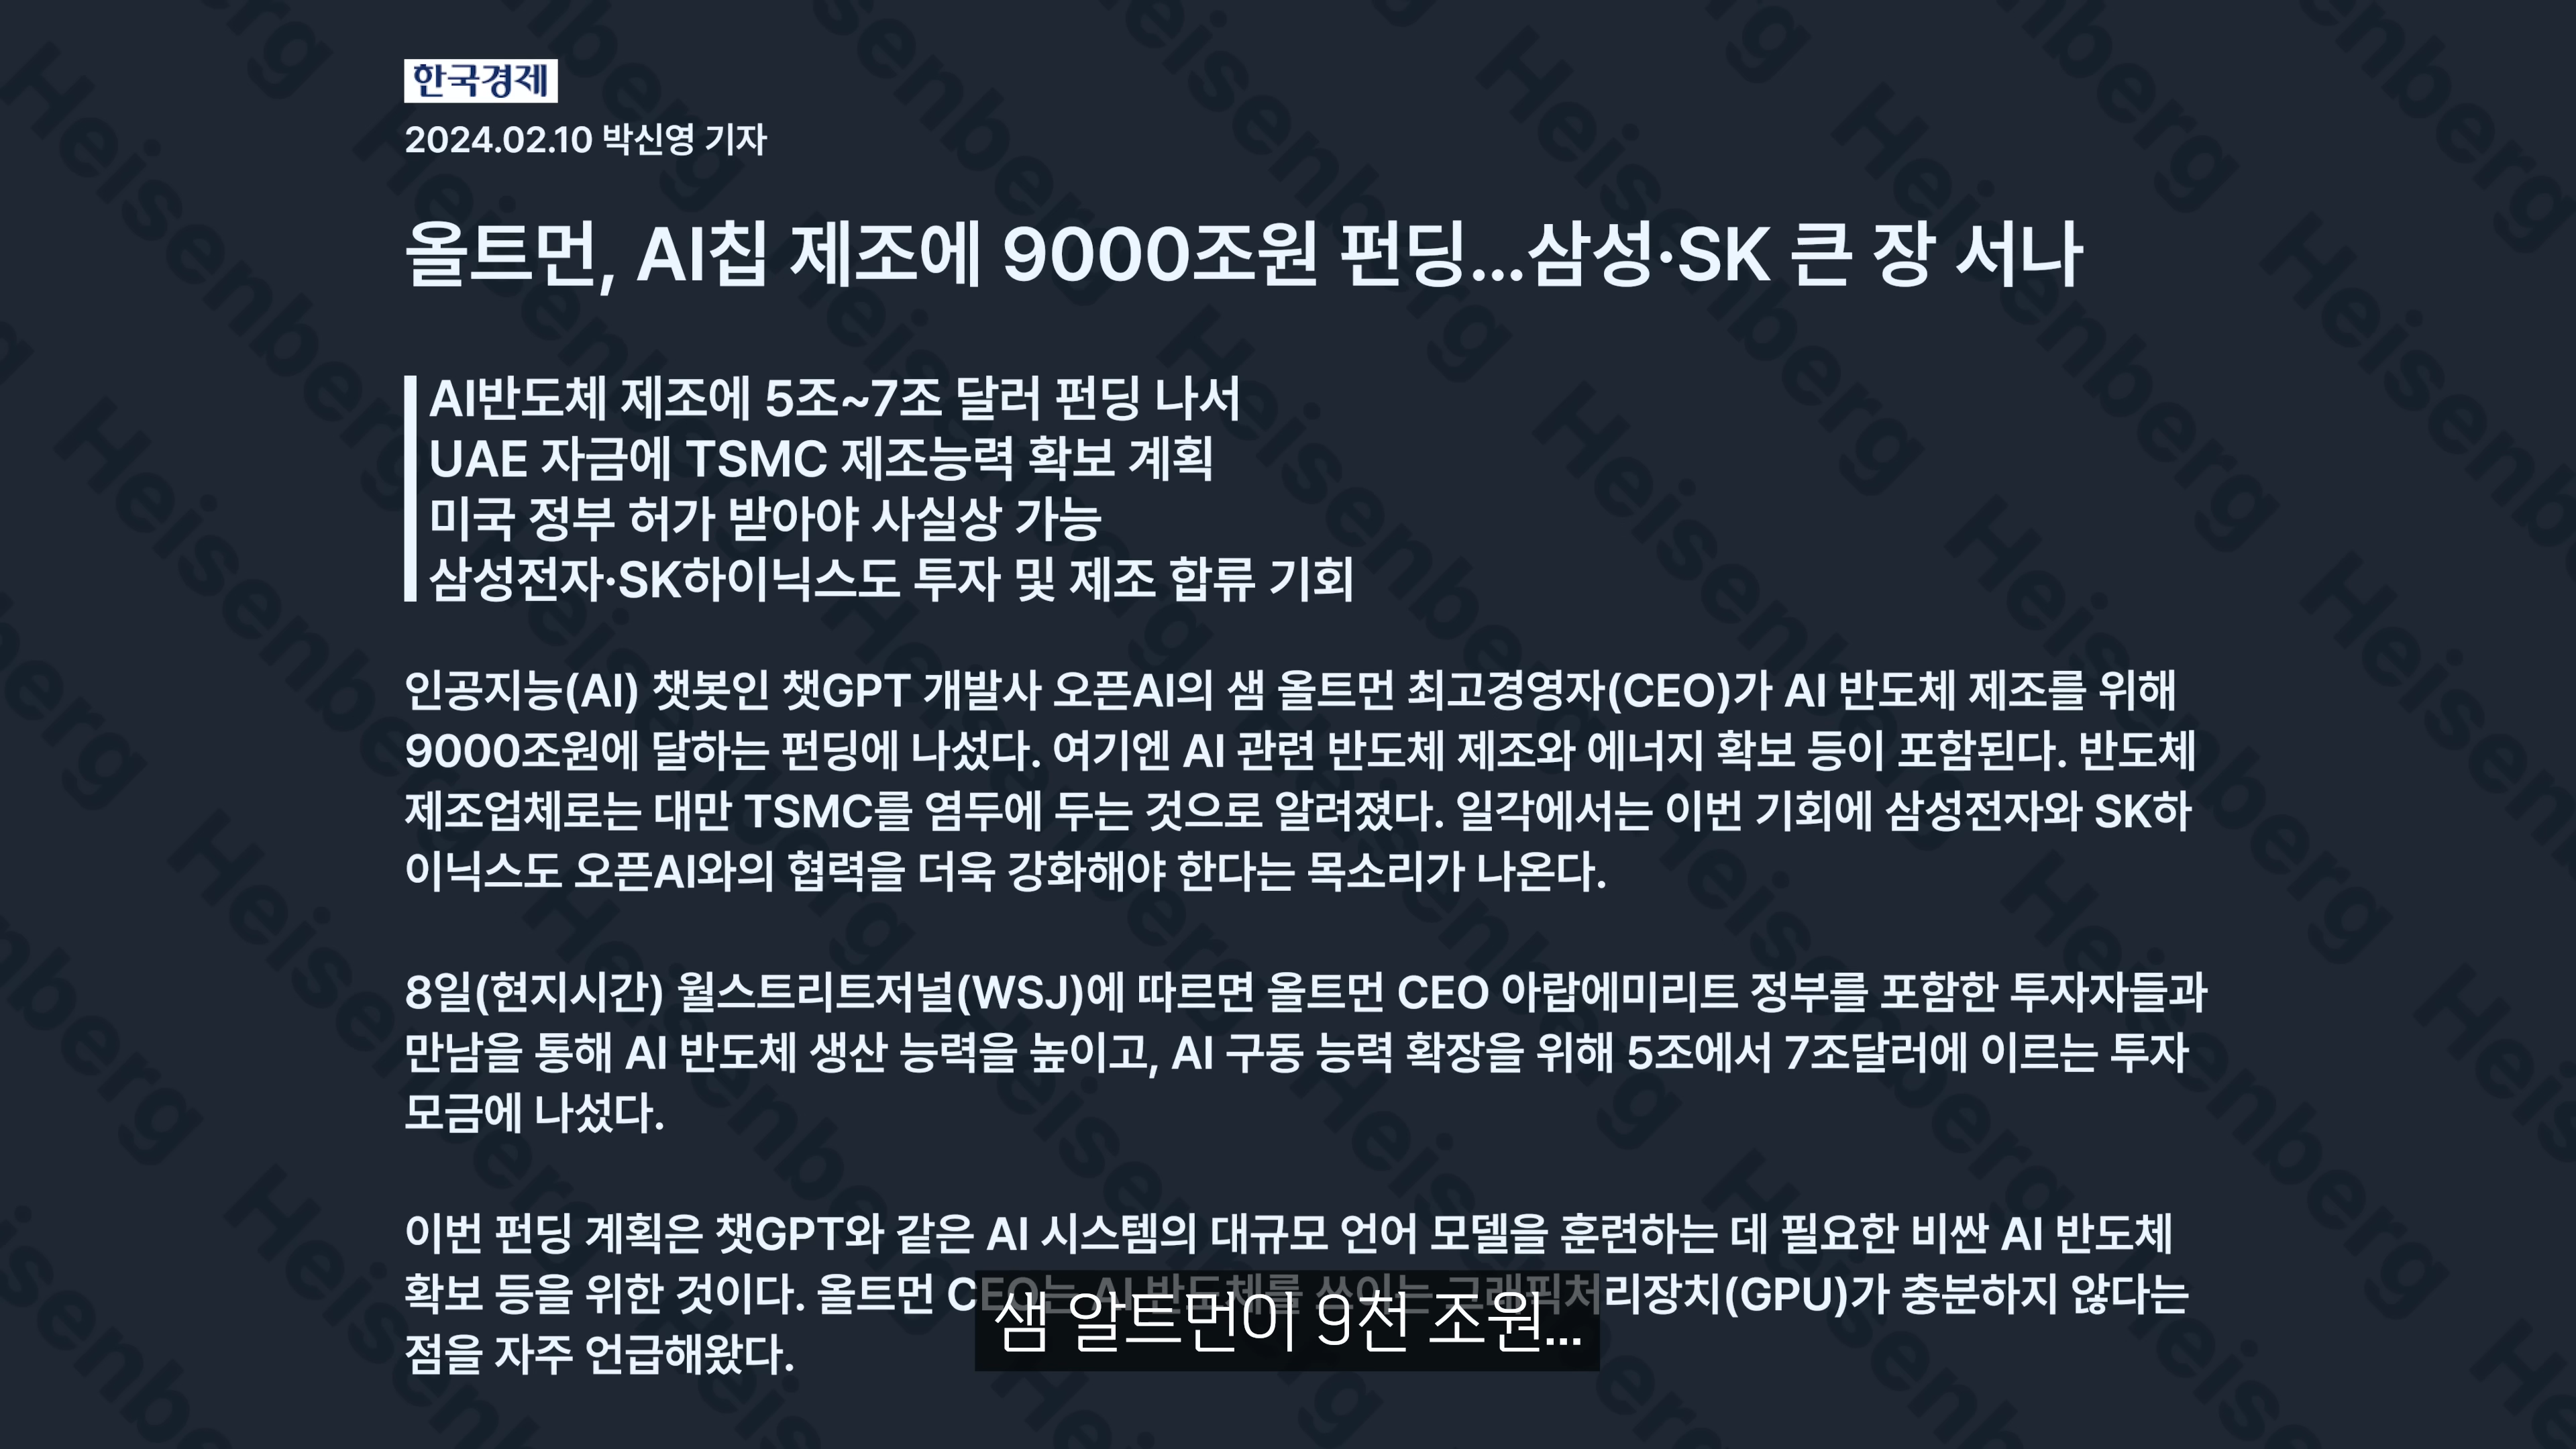 한국경제
2024.02.10 박신영 기자
올트먼, AI칩 제조에 9000조원 펀딩...삼성·SK 큰 장 서나
AI반도체 제조에 5조~7조 달러 펀딩 나서
UAE 자금에 TSMC 제조능력 확보 계획
미국 정부 허가 받아야 사실상 가능
삼성전자·SK하이닉스도 투자 및 제조 합류 기회
인공지능(AI) 챗봇인 챗GPT 개발사 오픈AI의 샘 올트먼 최고경영자(CEO)가 AI 반도체 제조를 위해
9000조원에 달하는 펀딩에 나섰다. 여기엔 AI 관련 반도체 제조와 에너지 확보 등이 포함된다. 반도체
제조업체로는 대만 TSMC를 염두에 두는 것으로 알려졌다. 일각에서는 이번 기회에 삼성전자와 SK하
이닉스도 오픈AI와의 협력을 더욱 강화해야 한다는 목소리가 나온다.
8일(현지시간) 월스트리트저널(WSJ)에 따르면 올트먼 CEO 아랍에미리트 정부를 포함한 투자자들과
만남을 통해 AI 반도체 생산 능력을 높이고, AI 구동 능력 확장을 위해 5조에서 7조달러에 이르는 투자
모금에 나섰다.
이번 펀딩 계획은 챗GPT와 같은 AI 시스템의 대규모 언어 모델을 훈련하는 데 필요한 비싼 AI 반도체
확보 등을 위한 것이다. 올트먼 CEO는 AI 반도체를 쓰이는 그래픽처리장치(GPU)가 충분하지 않다는
점을 자주 언급해왔다.
샘 알트먼이 9천 조원...
Heisenberg